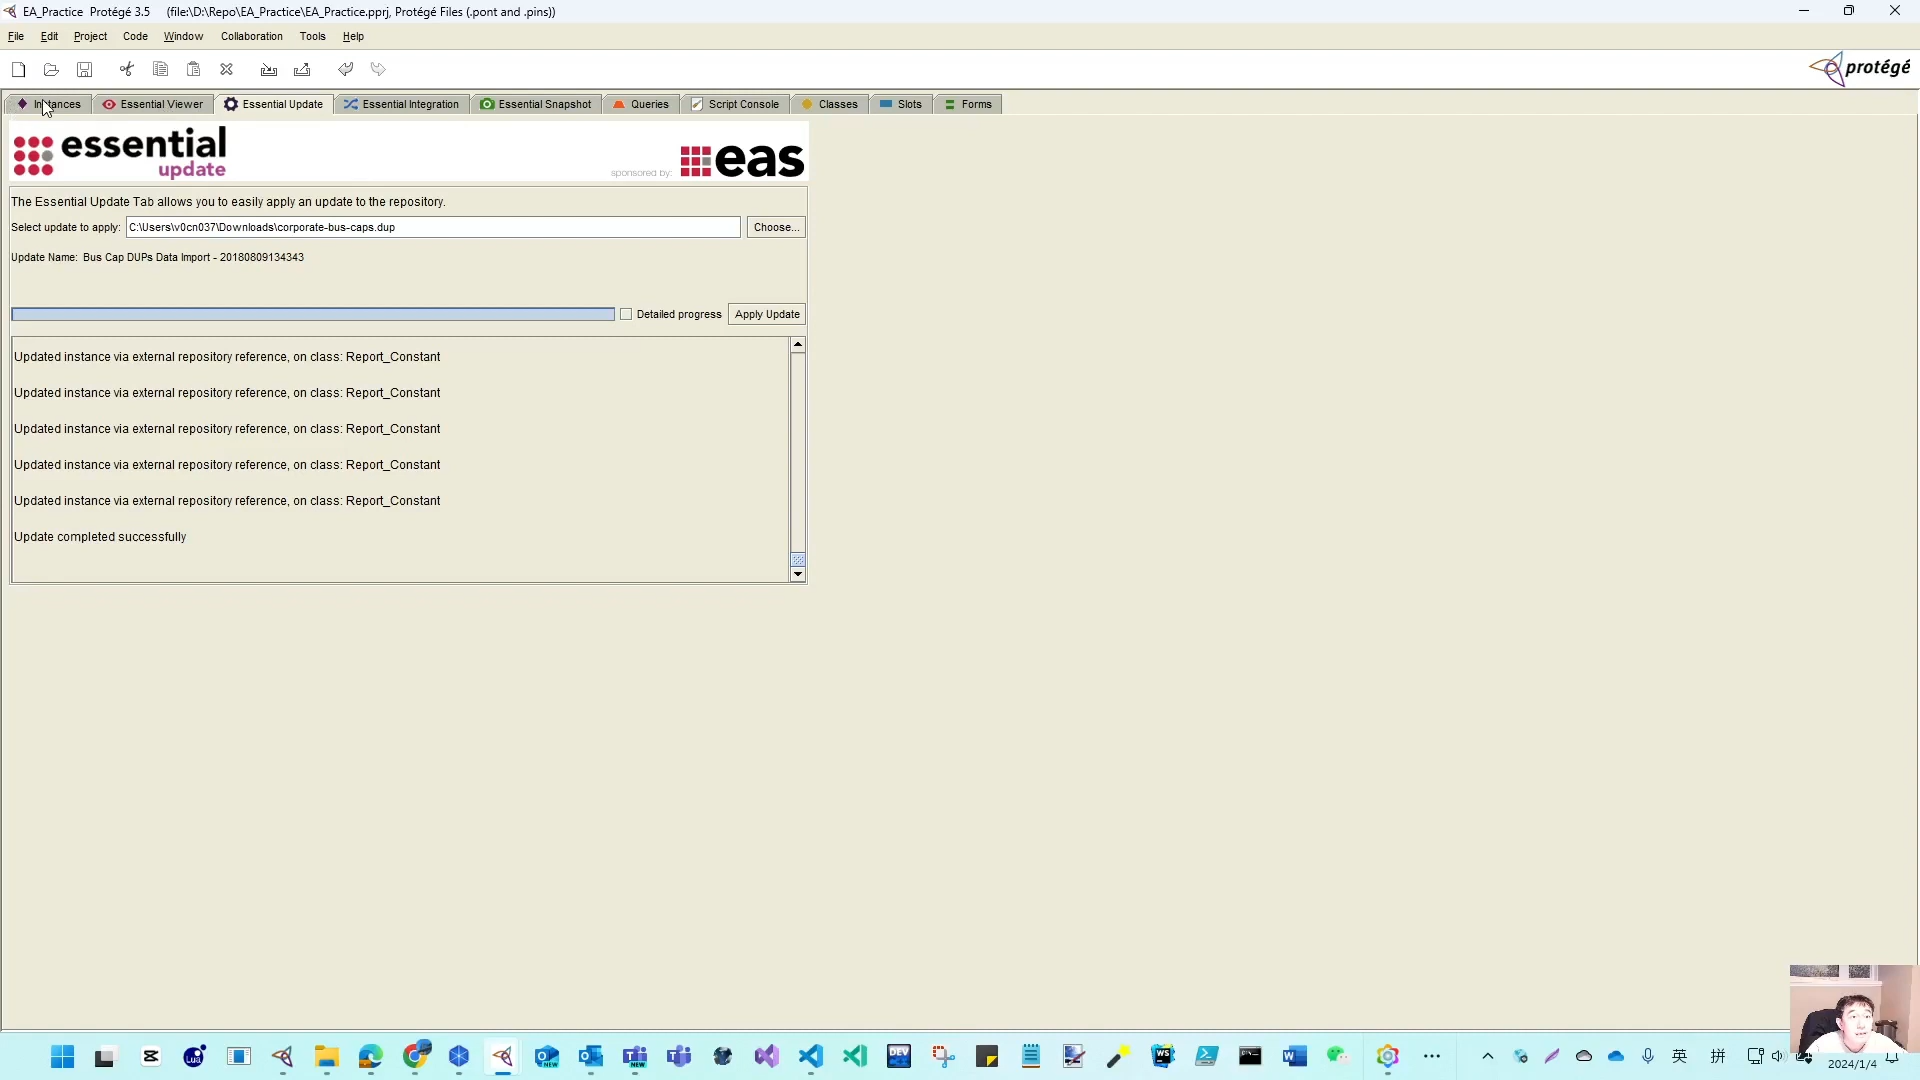 EA_Practice Protégé 3.5 (file:\D:\Repo\EA_Practice\EA_Practice.pprj, Protégé Files (.pont and .pins))
File Edit Project Code Window Collaboration Tools Help
protégé
Instances Essential Viewer Essential Update Essential Integration Essential Snapshot Queries Script Console Classes Slots Forms
essential
update
sponsored by: eas
The Essential Update Tab allows you to easily apply an update to the repository.
Select update to apply: C:\Users\v0cn037\Downloads\corporate-bus-caps.dup Choose...
Update Name: Bus Cap DUPs Data Import - 20180809134343
Detailed progress Apply Update
Updated instance via external repository reference, on class: Report_Constant
Updated instance via external repository reference, on class: Report_Constant
Updated instance via external repository reference, on class: Report_Constant
Updated instance via external repository reference, on class: Report_Constant
Updated instance via external repository reference, on class: Report_Constant
Update completed successfully
英 拼
2024/1/4